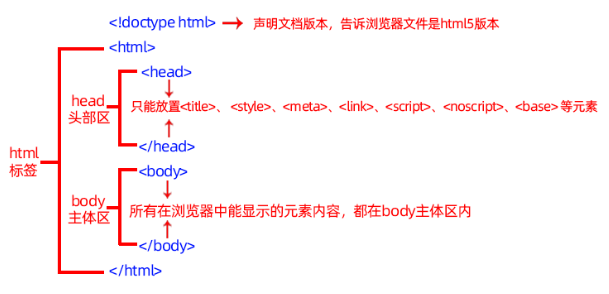 <!doctype html> 声明文档版本，告诉浏览器文件是html5版本
<html>
<head>
head
头部区
只能放置<title>、<style>、<meta>、<link>、<script>、<noscript>、<base>等元素
</head>
html
标签
<body>
body
主体区
所有在浏览器中能显示的元素内容，都在body主体区内
</body>
</html>